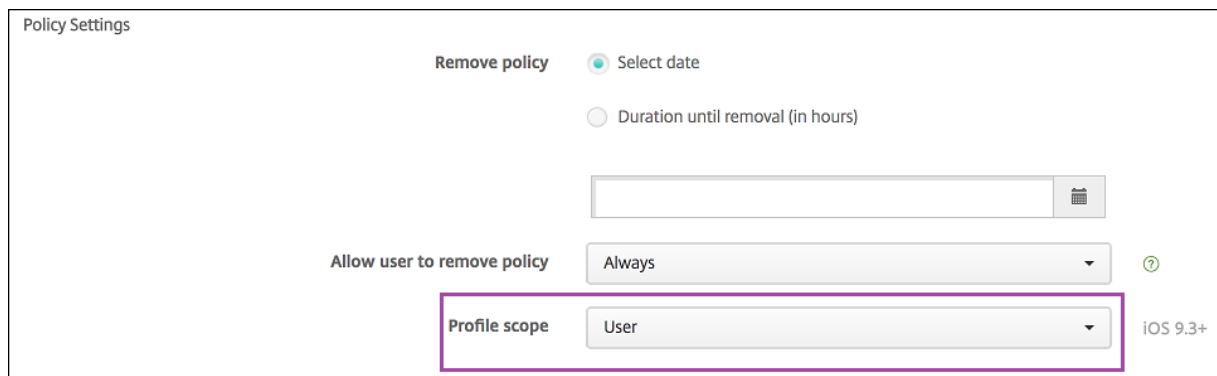 Policy Settings
Remove policy
Select date
Duration until removal (in hours)
Allow user to remove policy
Always
?
Profile scope
User
iOS 9.3+